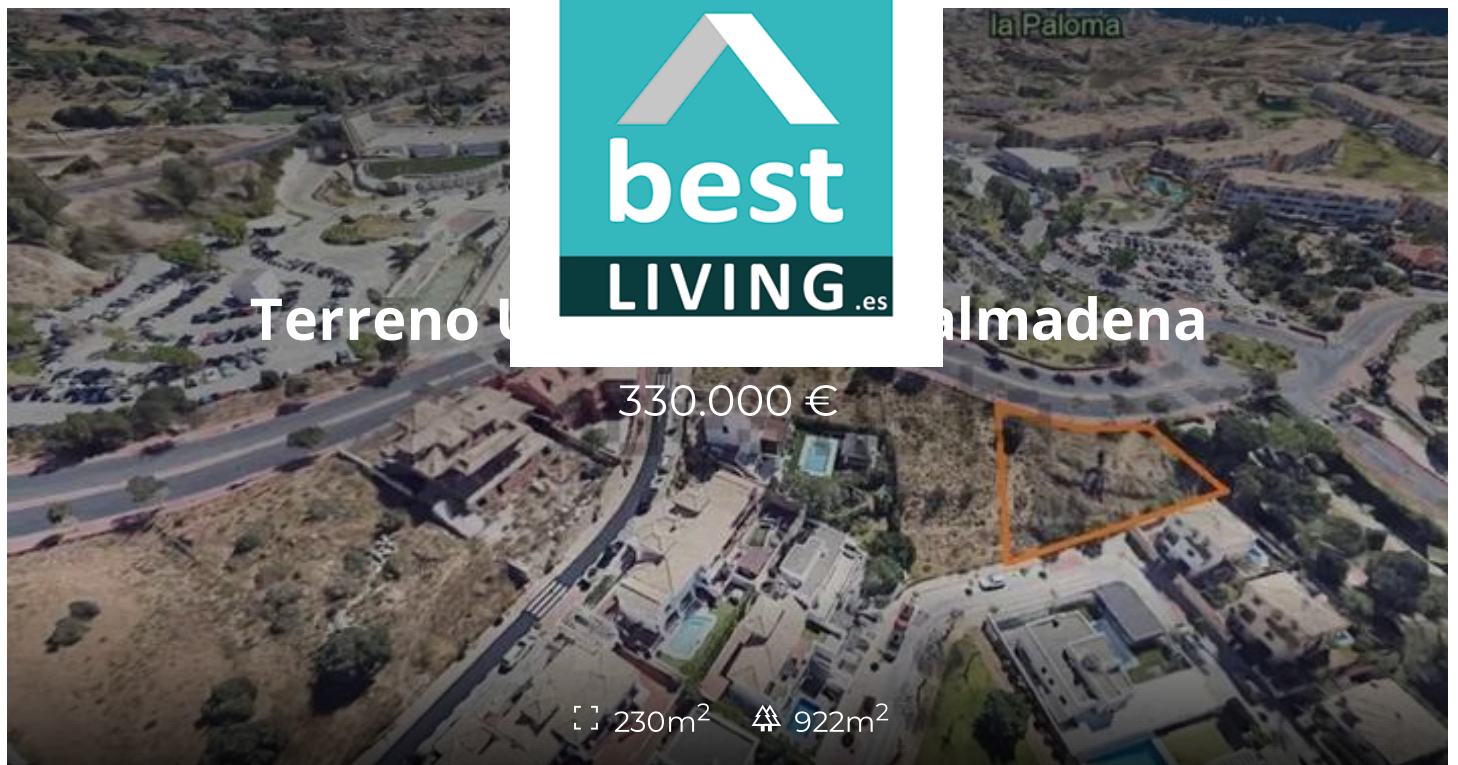 la Paloma
best
LIVING.es
Terreno
almadena
330.000 €
230m²
922m²